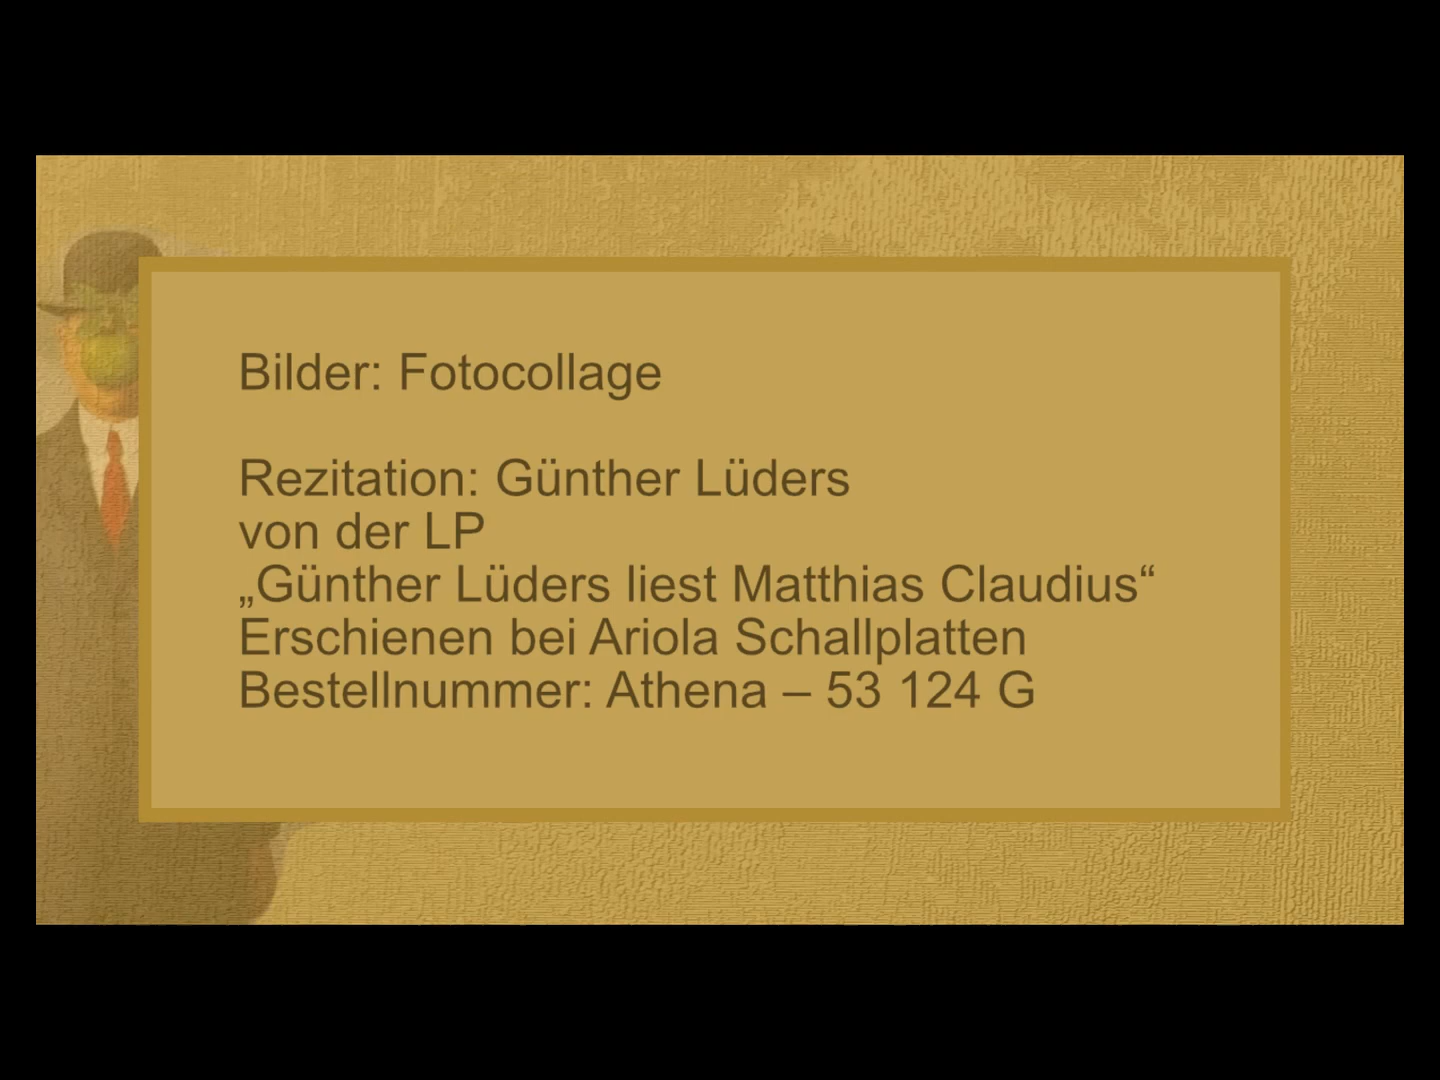 Bilder: Fotocollage
Rezitation: Günther Lüders
von der LP
„Günther Lüders liest Matthias Claudius“
Erschienen bei Ariola Schallplatten
Bestellnummer: Athena – 53 124 G